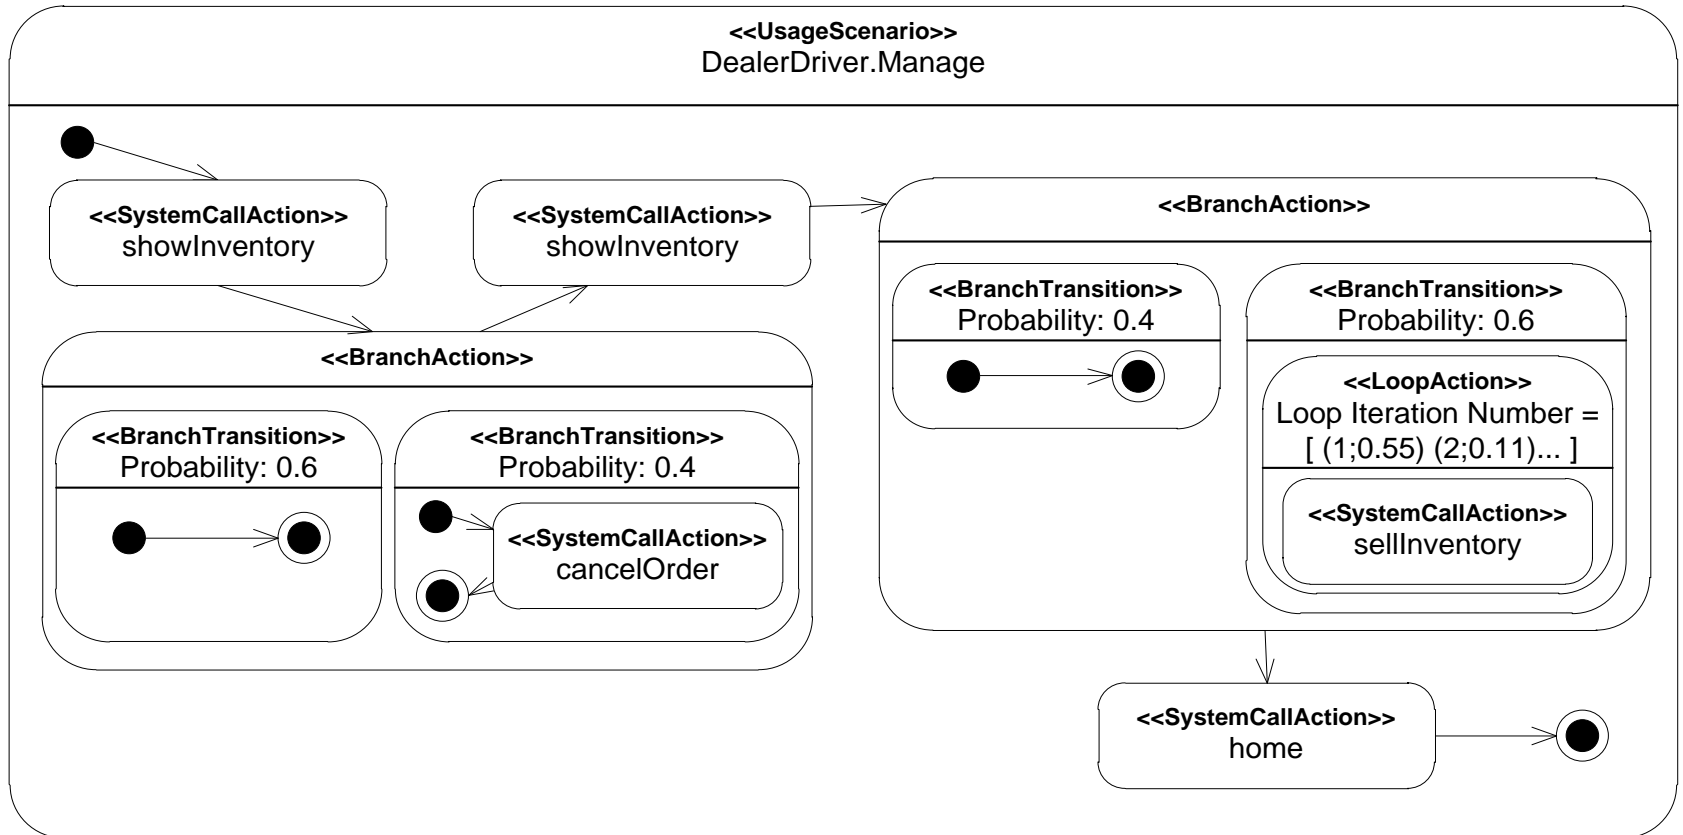 <<UsageScenario>>
DealerDriver.Manage
<<SystemCallAction>>
showInventory
<<SystemCallAction>>
showInventory
<<BranchAction>>
<<BranchTransition>>
Probability: 0.6
<<BranchTransition>>
Probability: 0.4
<<SystemCallAction>>
cancelOrder
<<BranchAction>>
<<BranchTransition>>
Probability: 0.4
<<BranchTransition>>
Probability: 0.6
<<LoopAction>>
Loop Iteration Number =
[ (1;0.55) (2;0.11)... ]
<<SystemCallAction>>
sellInventory
<<SystemCallAction>>
home